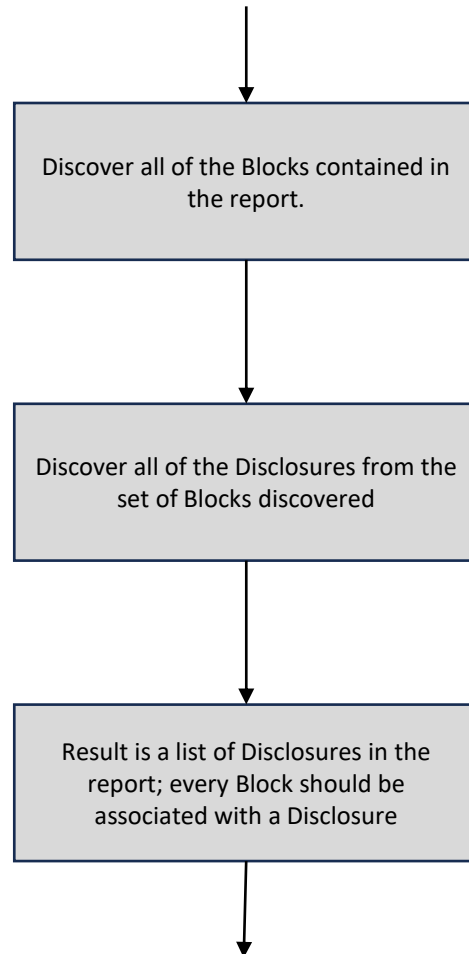 Discover all of the Blocks contained in
the report.
Discover all of the Disclosures from the
set of Blocks discovered
Result is a list of Disclosures in the
report; every Block should be
associated with a Disclosure